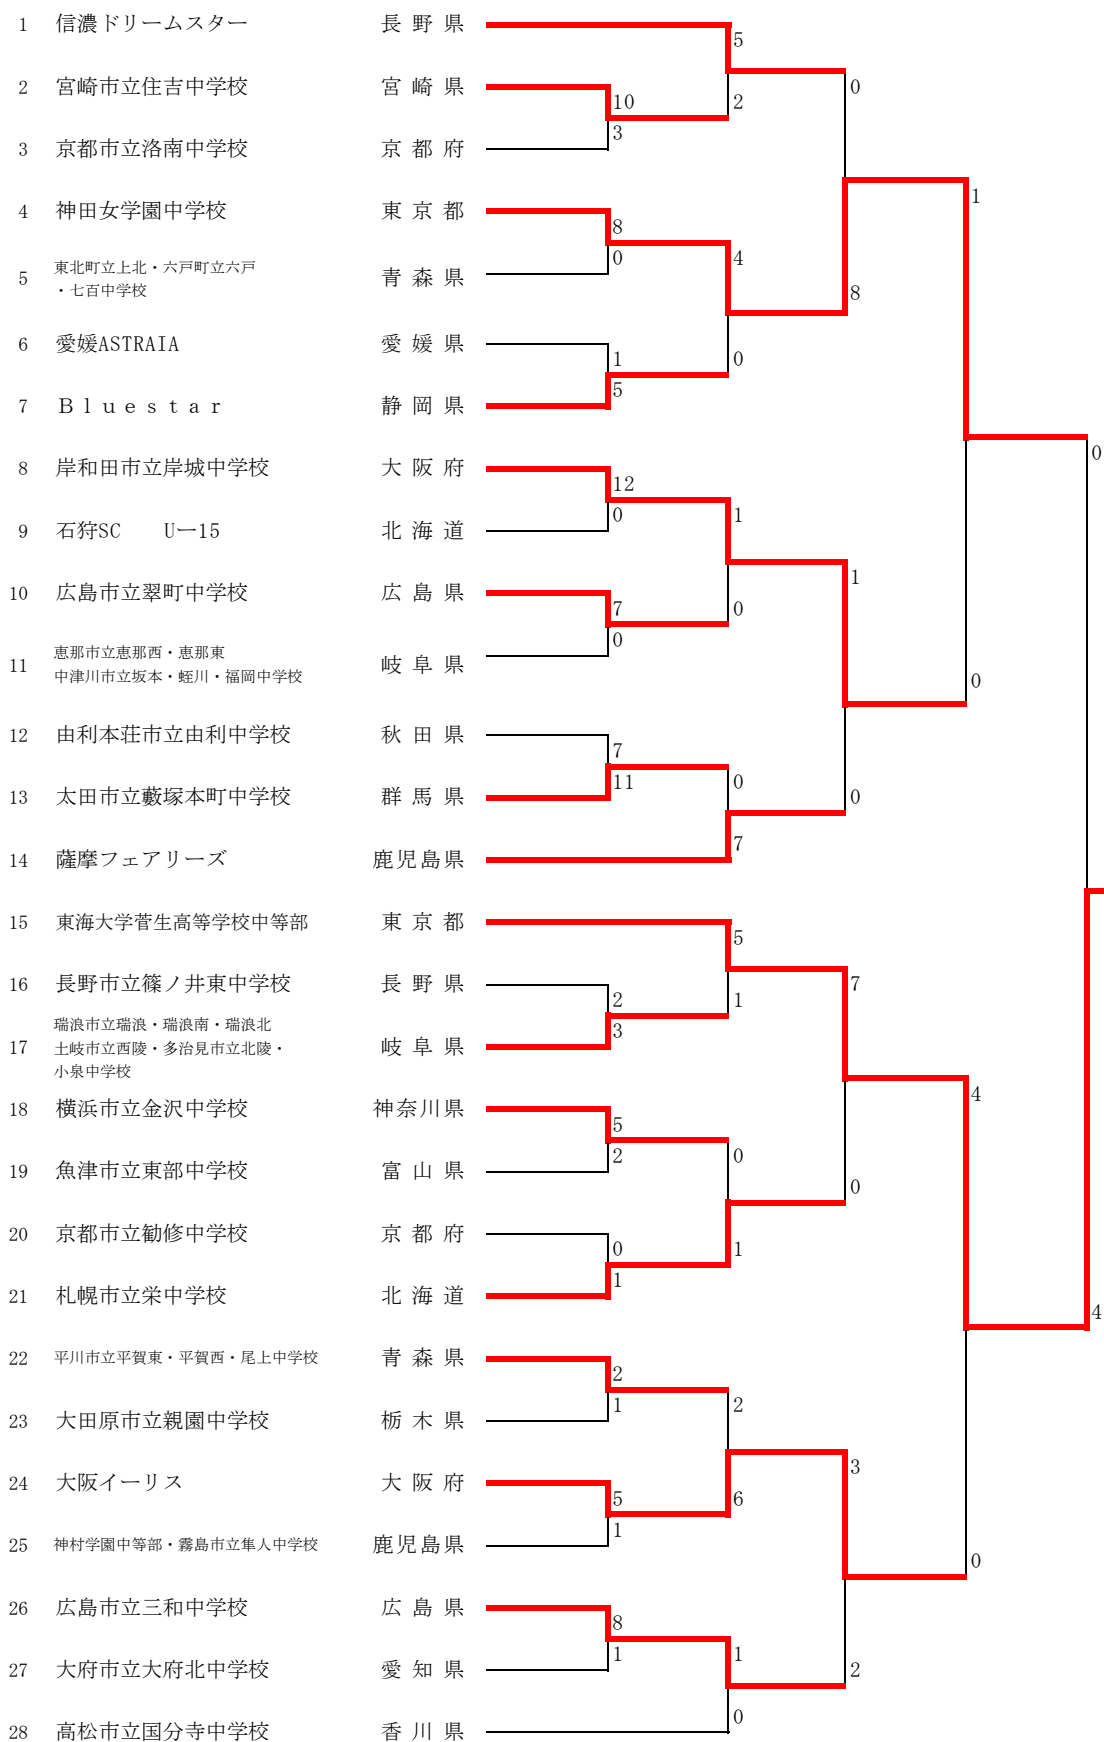 1 信濃ドリームスター 長野県
5
0
2 宮崎市立住吉中学校 宮崎県
10
2
3
3 京都市立洛南中学校 京都府
1
4 神田女学園中学校 東京都
8
0
4
東北町立上北・六戸町立六戸
5 青森県
・七百中学校
8
6 愛媛ASTRAIA 愛媛県
1
0
5
7 Ｂｌｕｅｓｔａｒ 静岡県
0
8 岸和田市立岸城中学校 大阪府
12
0
1
9 石狩SC Uー15 北海道
1
10 広島市立翠町中学校 広島県
7
0
0
恵那市立恵那西・恵那東
11 岐阜県
中津川市立坂本・蛭川・福岡中学校
0
12 由利本荘市立由利中学校 秋田県
7
11
0
0
13 太田市立藪塚本町中学校 群馬県
7
14 薩摩フェアリーズ 鹿児島県
15 東海大学菅生高等学校中等部 東京都
5
7
16 長野市立篠ノ井東中学校 長野県
2
1
3
瑞浪市立瑞浪・瑞浪南・瑞浪北
17 土岐市立西陵・多治見市立北陵・ 岐阜県
小泉中学校
4
18 横浜市立金沢中学校 神奈川県
5
2
0
19 魚津市立東部中学校 富山県
0
20 京都市立勧修中学校 京都府
0
1
1
21 札幌市立栄中学校 北海道
4
22 平川市立平賀東・平賀西・尾上中学校 青森県
2
1
2
23 大田原市立親園中学校 栃木県
3
24 大阪イーリス 大阪府
5
6
1
25 神村学園中等部・霧島市立隼人中学校 鹿児島県
0
26 広島市立三和中学校 広島県
8
1
1
2
27 大府市立大府北中学校 愛知県
0
28 高松市立国分寺中学校 香川県